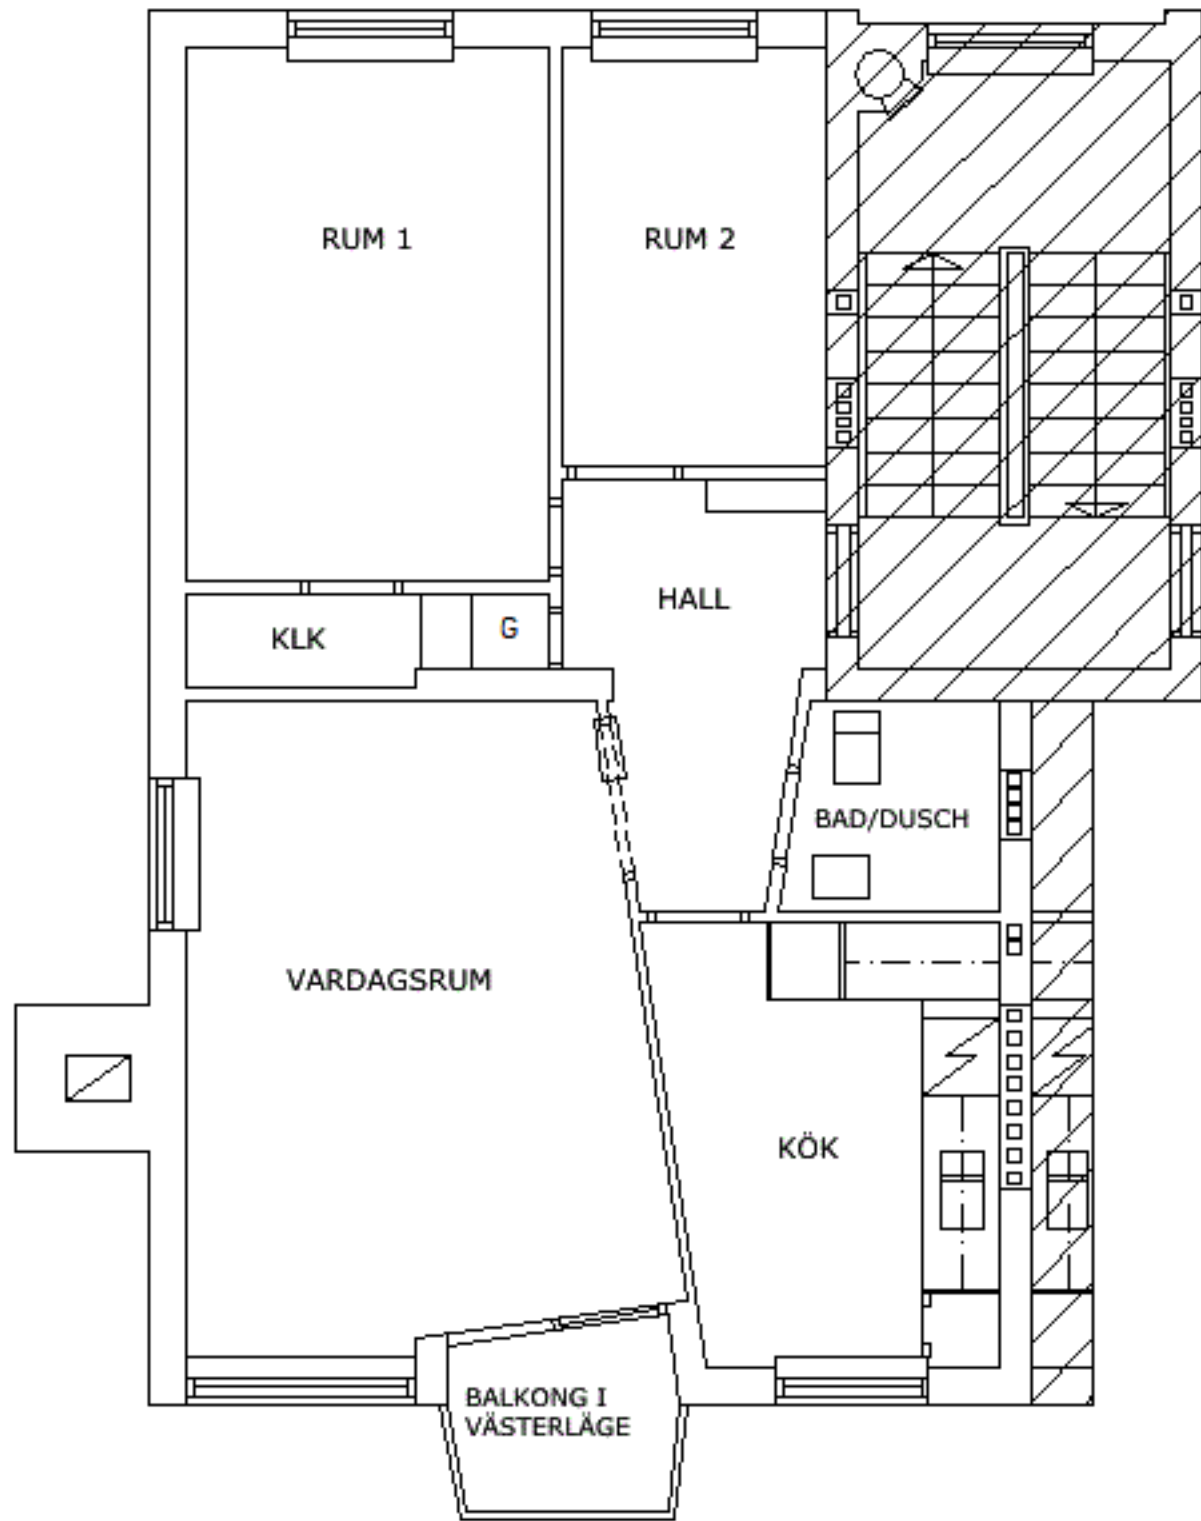 RUM 1
RUM 2
HALL
KLK
G
BAD/DUSCH
VARDAGSRUM
KÖK
BALKONG I
VÄSTERLÄGE